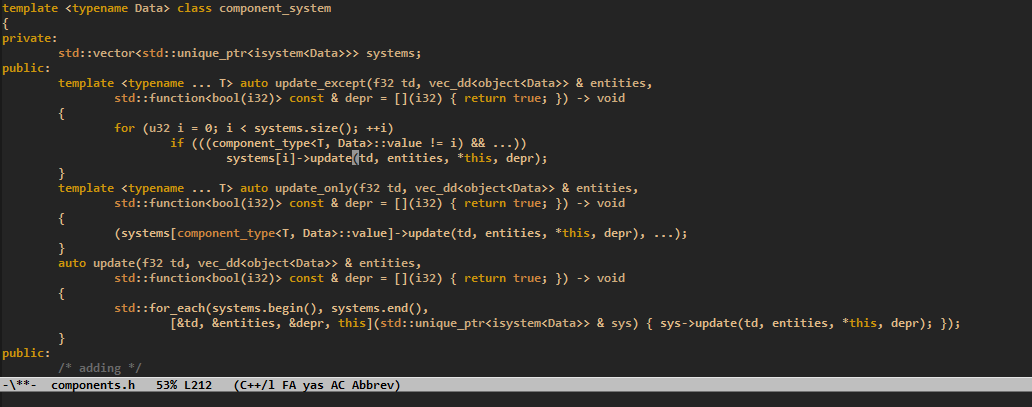 template <typename Data> class component_system
{
private:
        std::vector<std::unique_ptr<isystem<Data>>> systems;
public:
        template <typename ... T> auto update_except(f32 td, vec_dd<object<Data>> & entities,
                std::function<bool(i32)> const & depr = [](i32) { return true; }) -> void
        {
                for (u32 i = 0; i < systems.size(); ++i)
                        if (((component_type<T, Data>::value != i) && ...))
                                systems[i]->update(td, entities, *this, depr);
        }
        template <typename ... T> auto update_only(f32 td, vec_dd<object<Data>> & entities,
                std::function<bool(i32)> const & depr = [](i32) { return true; }) -> void
        {
                (systems[component_type<T, Data>::value]->update(td, entities, *this, depr), ...);
        }
        auto update(f32 td, vec_dd<object<Data>> & entities,
                std::function<bool(i32)> const & depr = [](i32) { return true; }) -> void
        {
                std::for_each(systems.begin(), systems.end(),
                        [&td, &entities, &depr, this](std::unique_ptr<isystem<Data>> & sys) { sys->update(td, entities, *this, depr); });
        }
public:
        /* adding */
-\**-  components.h   53% L212   (C++/l FA yas AC Abbrev)